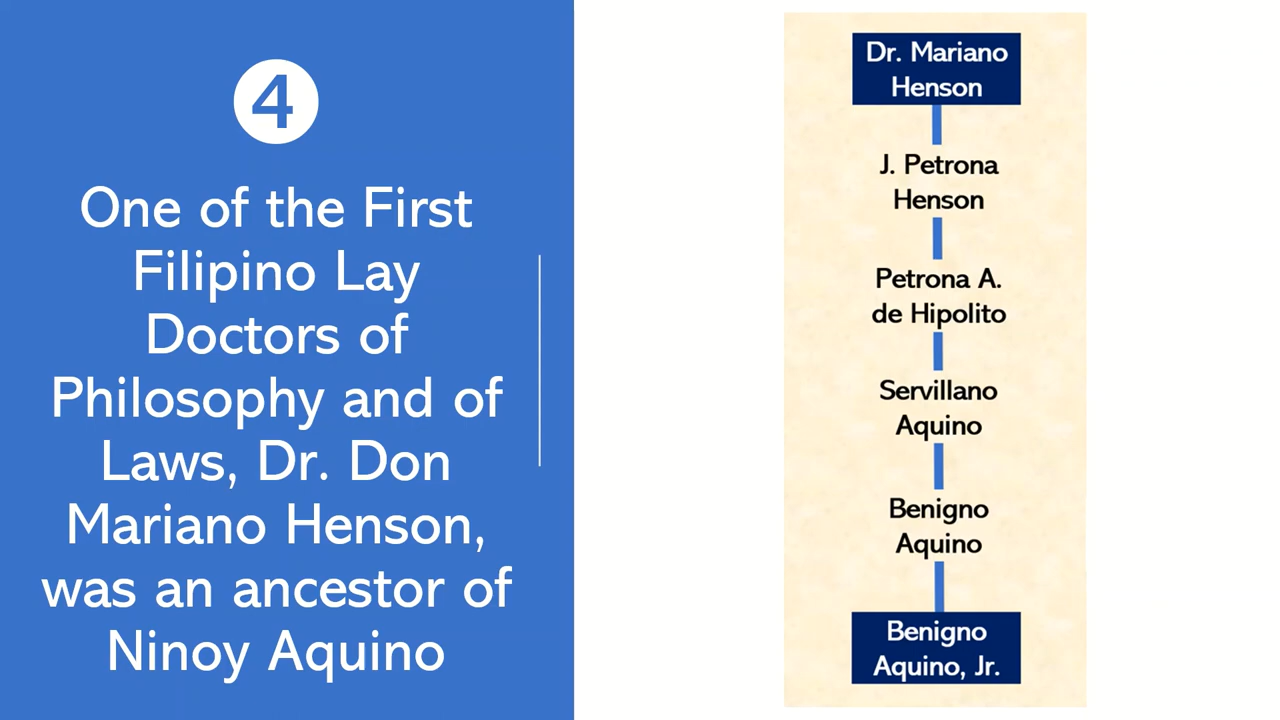 4
One of the First
Filipino Lay
Doctors of
Philosophy and of
Laws, Dr. Don
Mariano Henson,
was an ancestor of
Ninoy Aquino
Dr. Mariano
Henson
J. Petrona
Henson
Petrona A.
de Hipolito
Servillano
Aquino
Benigno
Aquino
Benigno
Aquino, Jr.